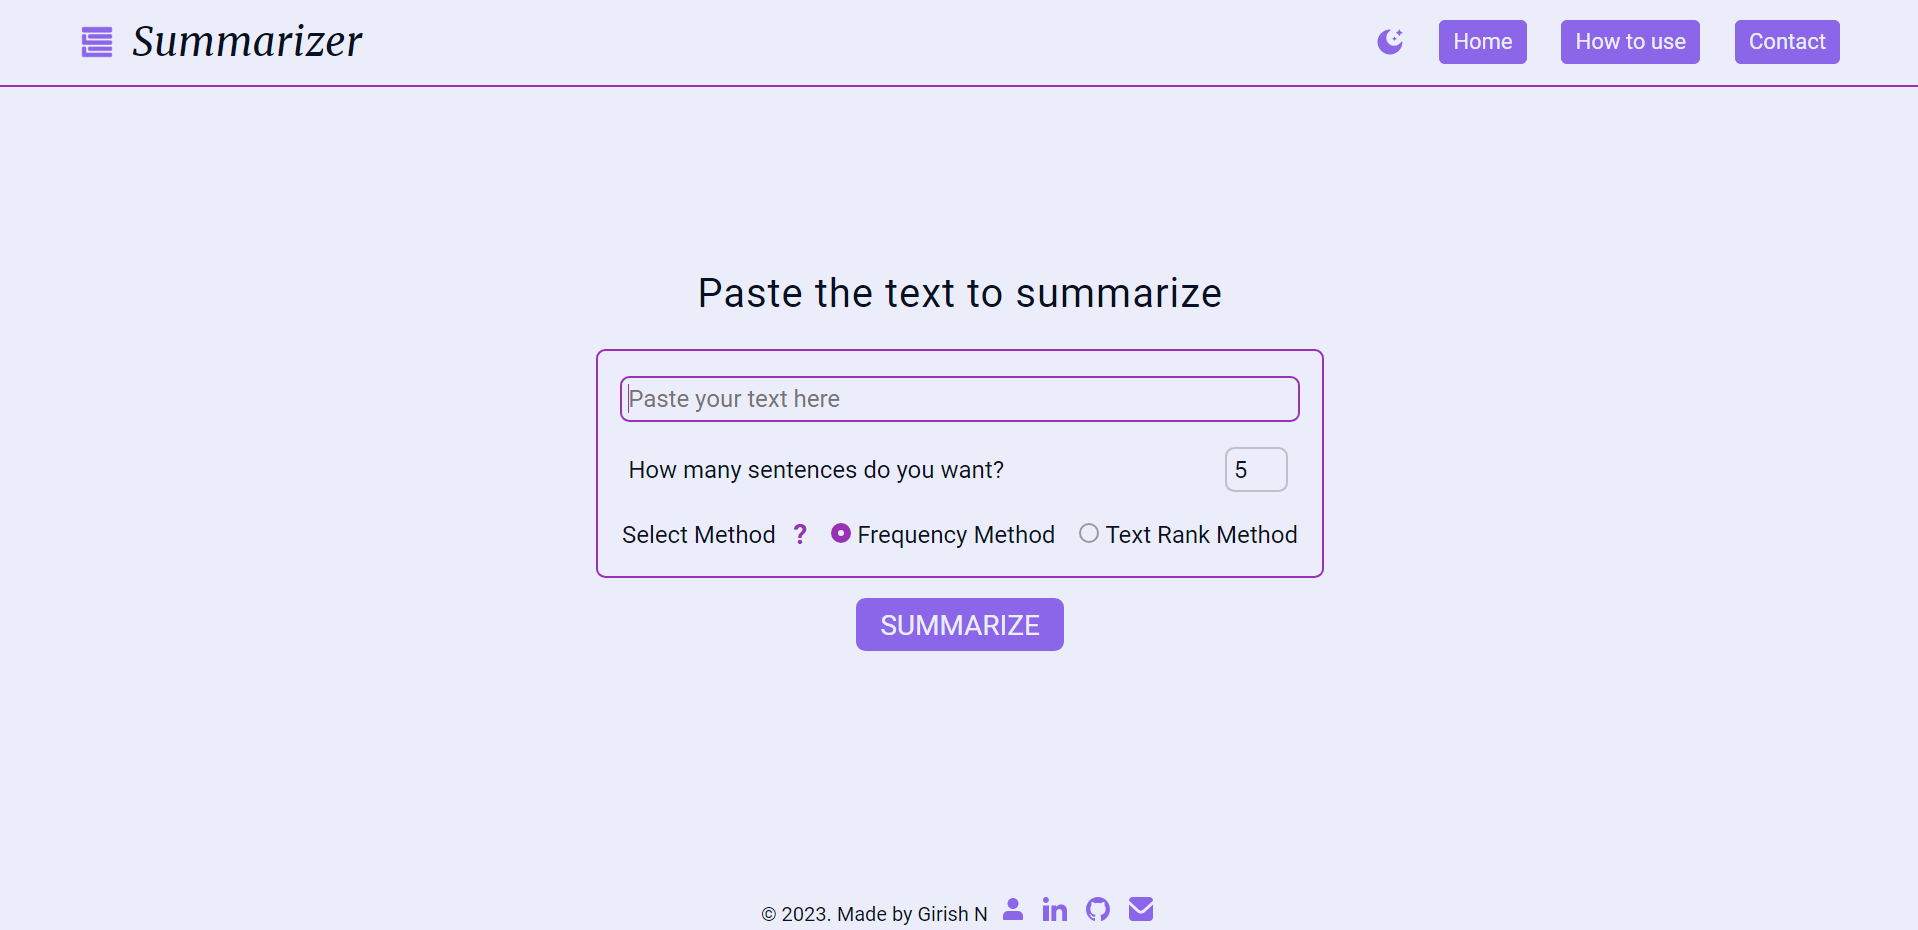 Summarizer
Home
How to use
Contact
Paste the text to summarize
Paste your text here
How many sentences do you want?
5
Select Method ? Frequency Method Text Rank Method
SUMMARIZE
© 2023. Made by Girish N